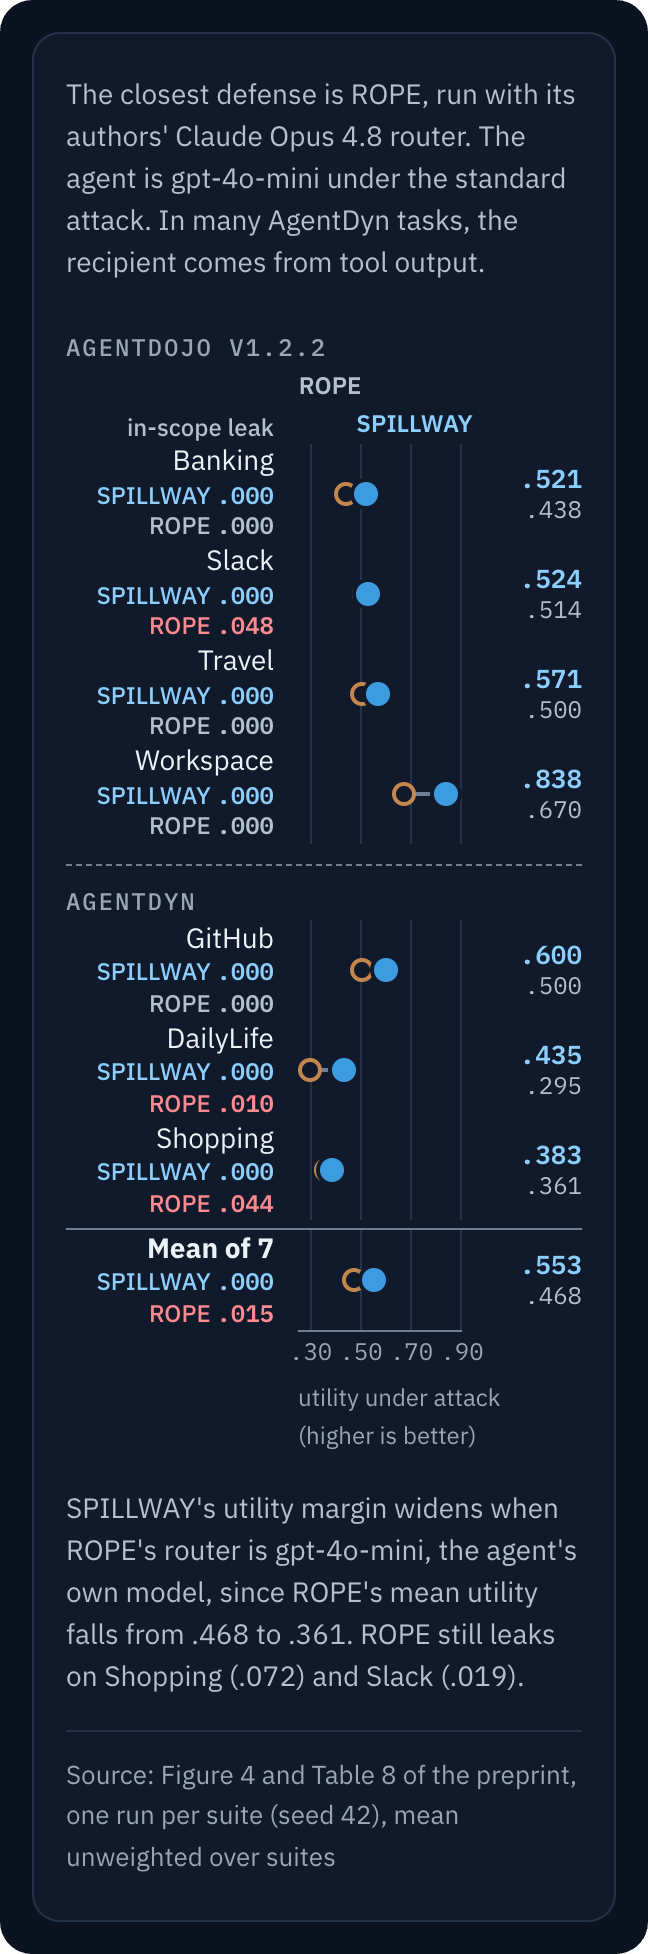 The closest defense is ROPE, run with its
authors' Claude Opus 4.8 router. The
agent is gpt-4o-mini under the standard
attack. In many AgentDyn tasks, the
recipient comes from tool output.
AGENTDOJO V1.2.2
ROPE
in-scope leak SPILLWAY
Banking
SPILLWAY .000 .521
ROPE .000 .438
Slack
SPILLWAY .000 .524
ROPE .048 .514
Travel
SPILLWAY .000 .571
ROPE .000 .500
Workspace
SPILLWAY .000 .838
ROPE .000 .670
AGENTDYN
GitHub
SPILLWAY .000 .600
ROPE .000 .500
DailyLife
SPILLWAY .000 .435
ROPE .010 .295
Shopping
SPILLWAY .000 .383
ROPE .044 .361
Mean of 7
SPILLWAY .000 .553
ROPE .015 .468
.30 .50 .70 .90
utility under attack
(higher is better)
SPILLWAY's utility margin widens when
ROPE's router is gpt-4o-mini, the agent's
own model, since ROPE's mean utility
falls from .468 to .361. ROPE still leaks
on Shopping (.072) and Slack (.019).
Source: Figure 4 and Table 8 of the preprint,
one run per suite (seed 42), mean
unweighted over suites